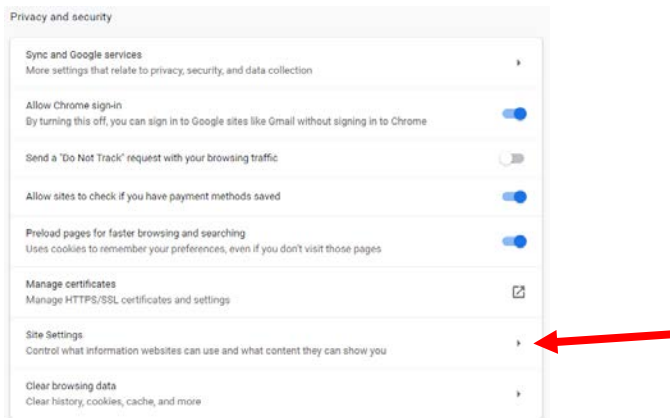 Privacy and security
Sync and Google services
More settings that relate to privacy, security, and data collection
Allow Chrome sign-in
By turning this off, you can sign in to Google sites like Gmail without signing in to Chrome
Send a "Do Not Track" request with your browsing traffic
Allow sites to check if you have payment methods saved
Preload pages for faster browsing and searching
Uses cookies to remember your preferences, even if you don't visit those pages
Manage certificates
Manage HTTPS/SSL certificates and settings
Site Settings
Control what information websites can use and what content they can show you
Clear browsing data
Clear history, cookies, cache, and more